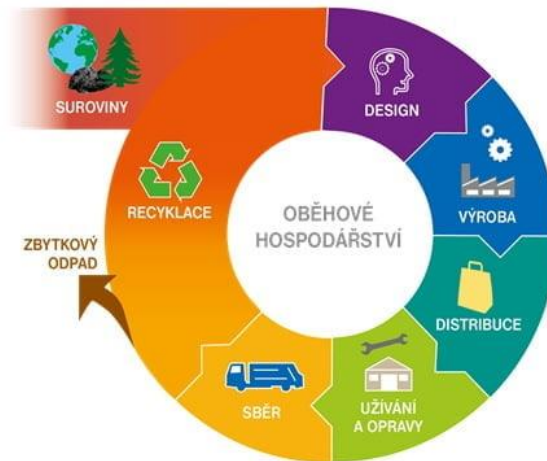 SUROVINY
DESIGN
VÝROBA
DISTRIBUCE
UŽÍVÁNÍ
A OPRAVY
SBĚR
RECYKLACE
ZBYTKOVÝ
ODPAD
OBĚHOVÉ
HOSPODÁŘSTVÍ